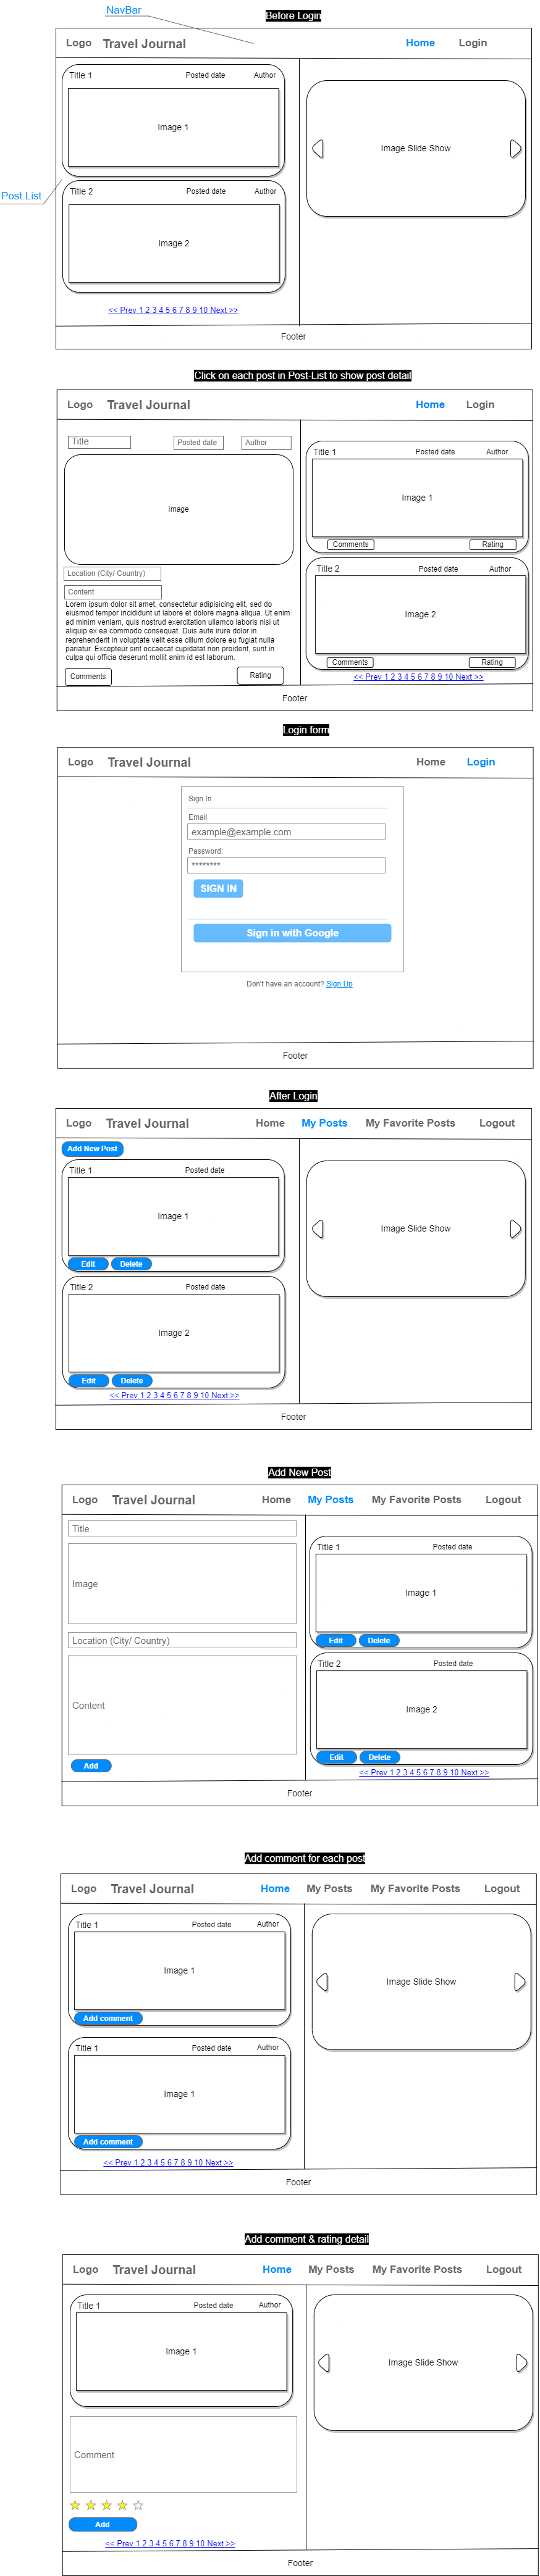 NavBar
Before Login
Logo Travel Journal Home Login
Title 1 Posted date Author
Image 1
Image Slide Show
Title 2 Posted date Author
Post List
Image 2
<< Prev 1 2 3 4 5 6 7 8 9 10 Next >>
Footer
Click on each post in Post-List to show post detail
Logo Travel Journal Home Login
Title Posted date Author
Title 1 Posted date Author
Image 1
Image
Comments Rating
Title 2 Posted date Author
Location (City/ Country)
Content
Image 2
Lorem ipsum dolor sit amet, consectetur adipisicing elit, sed do
eiusmod tempor incididunt ut labore et dolore magna aliqua. Ut enim
ad minim veniam, quis nostrud exercitation ullamco laboris nisi ut
aliquip ex ea commodo consequat. Duis aute irure dolor in
reprehenderit in voluptate velit esse cillum dolore eu fugiat nulla
pariatur. Excepteur sint occaecat cupidatat non proident, sunt in
culpa qui officia deserunt mollit anim id est laborum.
Comments Rating
Comments Rating
<< Prev 1 2 3 4 5 6 7 8 9 10 Next >>
Footer
Login form
Logo Travel Journal Home Login
Sign In
Email
example@example.com
Password:
********
SIGN IN
Sign in with Google
Don't have an account? Sign Up
Footer
After Login
Logo Travel Journal Home My Posts My Favorite Posts Logout
Add New Post
Title 1 Posted date
Image 1
Image Slide Show
Edit Delete
Title 2 Posted date
Image 2
Edit Delete
<< Prev 1 2 3 4 5 6 7 8 9 10 Next >>
Footer
Add New Post
Logo Travel Journal Home My Posts My Favorite Posts Logout
Title
Title 1 Posted date
Image
Image 1
Location (City/ Country)
Edit Delete
Title 2 Posted date
Content
Image 2
Edit Delete
Add
<< Prev 1 2 3 4 5 6 7 8 9 10 Next >>
Footer
Add comment for each post
Logo Travel Journal Home My Posts My Favorite Posts Logout
Title 1 Posted date Author
Image 1
Image Slide Show
Add comment
Title 1 Posted date Author
Image 1
Add comment
<< Prev 1 2 3 4 5 6 7 8 9 10 Next >>
Footer
Add comment & rating detail
Logo Travel Journal Home My Posts My Favorite Posts Logout
Title 1 Posted date Author
Image 1
Image Slide Show
Comment
Add
<< Prev 1 2 3 4 5 6 7 8 9 10 Next >>
Footer